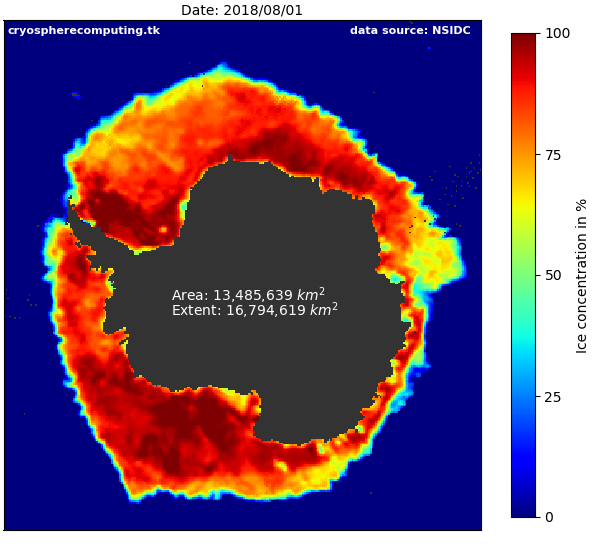 Date: 2018/08/01
cryospherecomputing.tk
data source: NSIDC
Area: 13,485,639 km²
Extent: 16,794,619 km²
100
75
50
25
0
Ice concentration in %